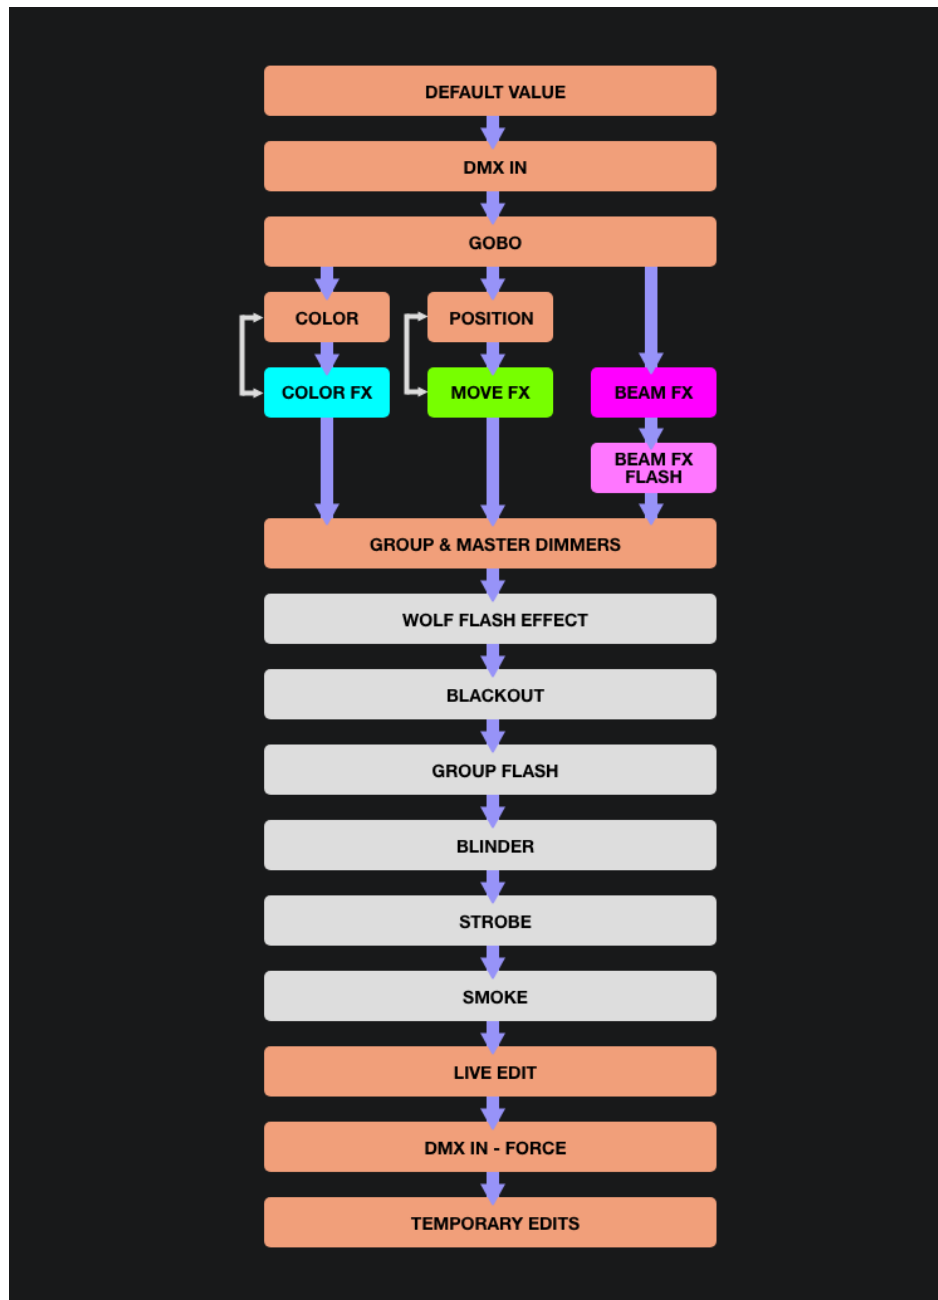 DEFAULT VALUE
DMX IN
GOBO
COLOR
POSITION
COLOR FX
MOVE FX
BEAM FX
BEAM FX
FLASH
GROUP & MASTER DIMMERS
WOLF FLASH EFFECT
BLACKOUT
GROUP FLASH
BLINDER
STROBE
SMOKE
LIVE EDIT
DMX IN - FORCE
TEMPORARY EDITS